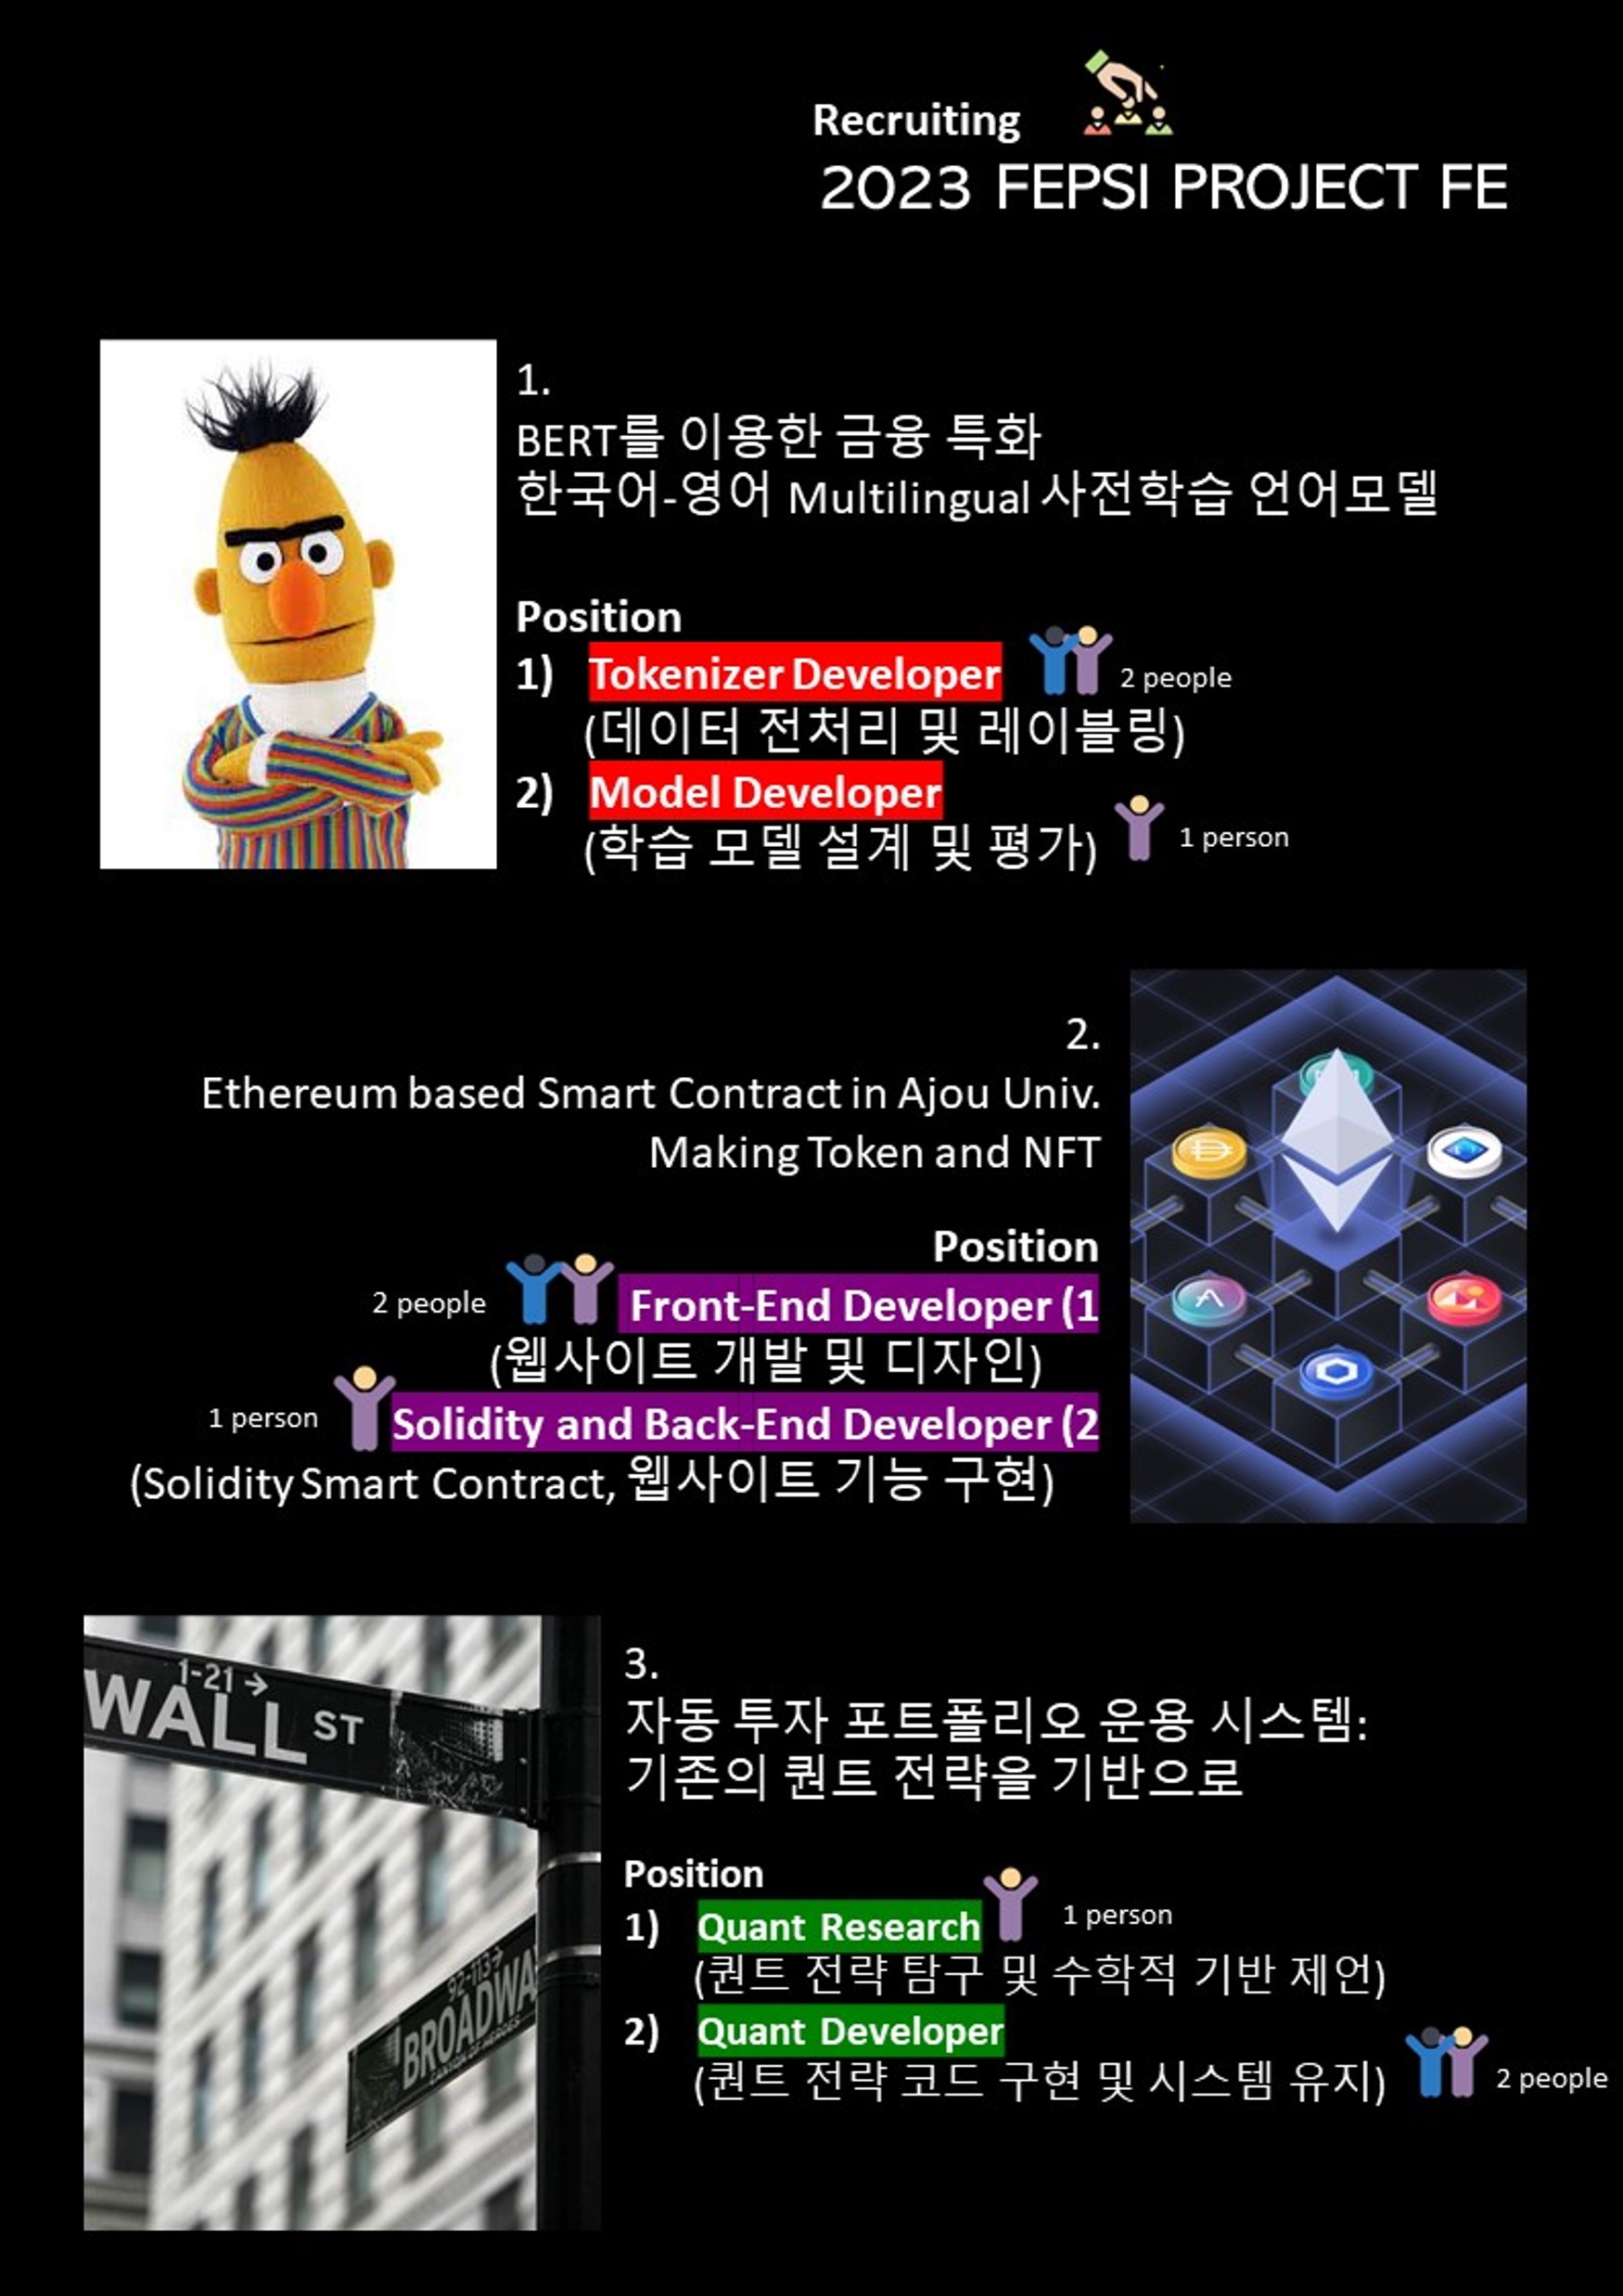 Recruiting
2023 FEPSI PROJECT FE
1.
BERT를 이용한 금융 특화
한국어-영어 Multilingual 사전학습 언어모델
Position
1) Tokenizer Developer 2 people
(데이터 전처리 및 레이블링)
2) Model Developer
(학습 모델 설계 및 평가) 1 person
2.
Ethereum based Smart Contract in Ajou Univ.
Making Token and NFT
Position
2 people Front-End Developer (1
(웹사이트 개발 및 디자인)
1 person Solidity and Back-End Developer (2
(Solidity Smart Contract, 웹사이트 기능 구현)
1-21 →
WALL ST
92-113 →
BROADWA
CANYON OF HEROES
3.
자동 투자 포트폴리오 운용 시스템:
기존의 퀀트 전략을 기반으로
Position
1) Quant Research 1 person
(퀀트 전략 탐구 및 수학적 기반 제언)
2) Quant Developer
(퀀트 전략 코드 구현 및 시스템 유지) 2 people